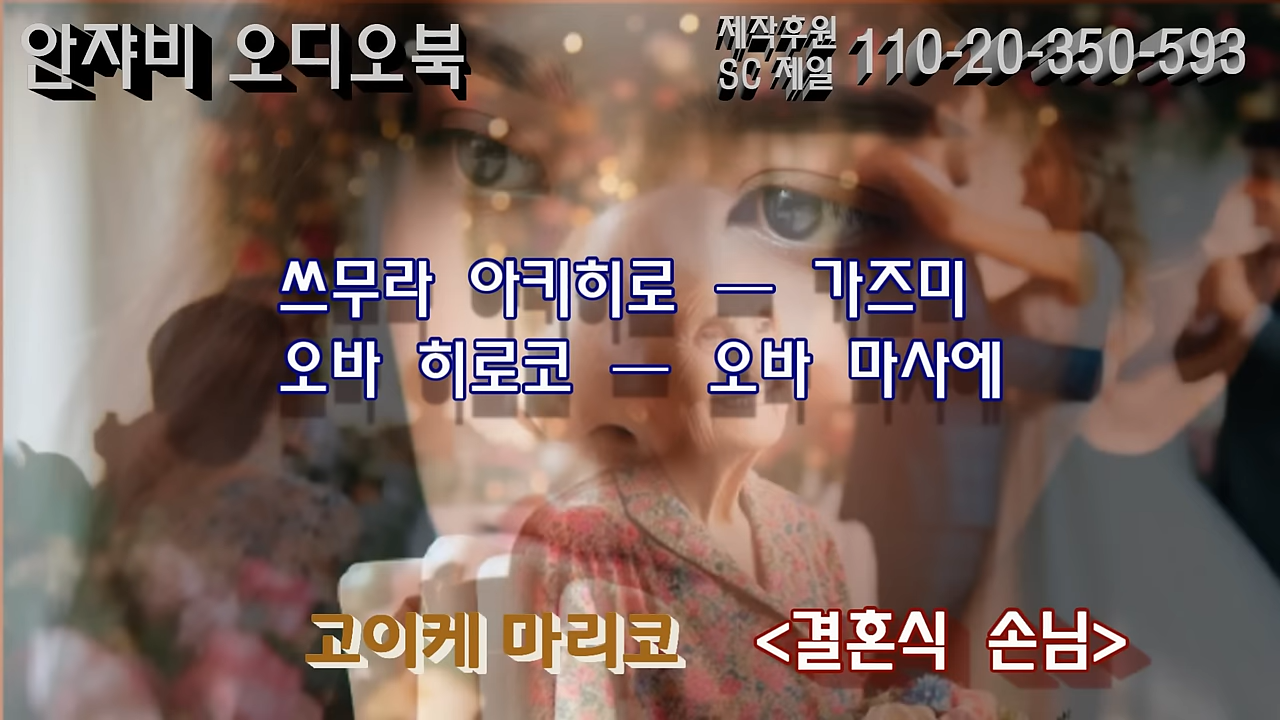 얀쟈비 오디오북
제작후원
SC 제일
110-20-350-593
쓰무라 아키히로 — 가즈미
오바 히로코 — 오바 마사에
고이케 마리코 <결혼식 손님>